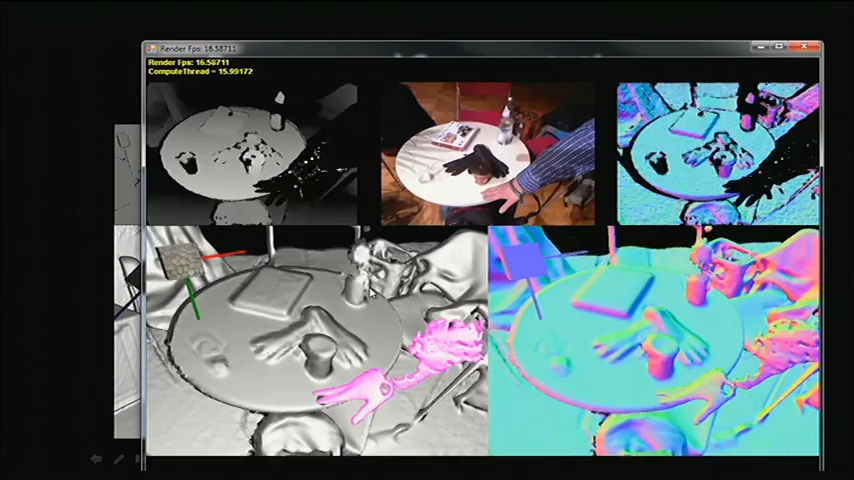 Render Fps: 16.58711
Render Fps: 16.58711
ComputeThread = 15.99172